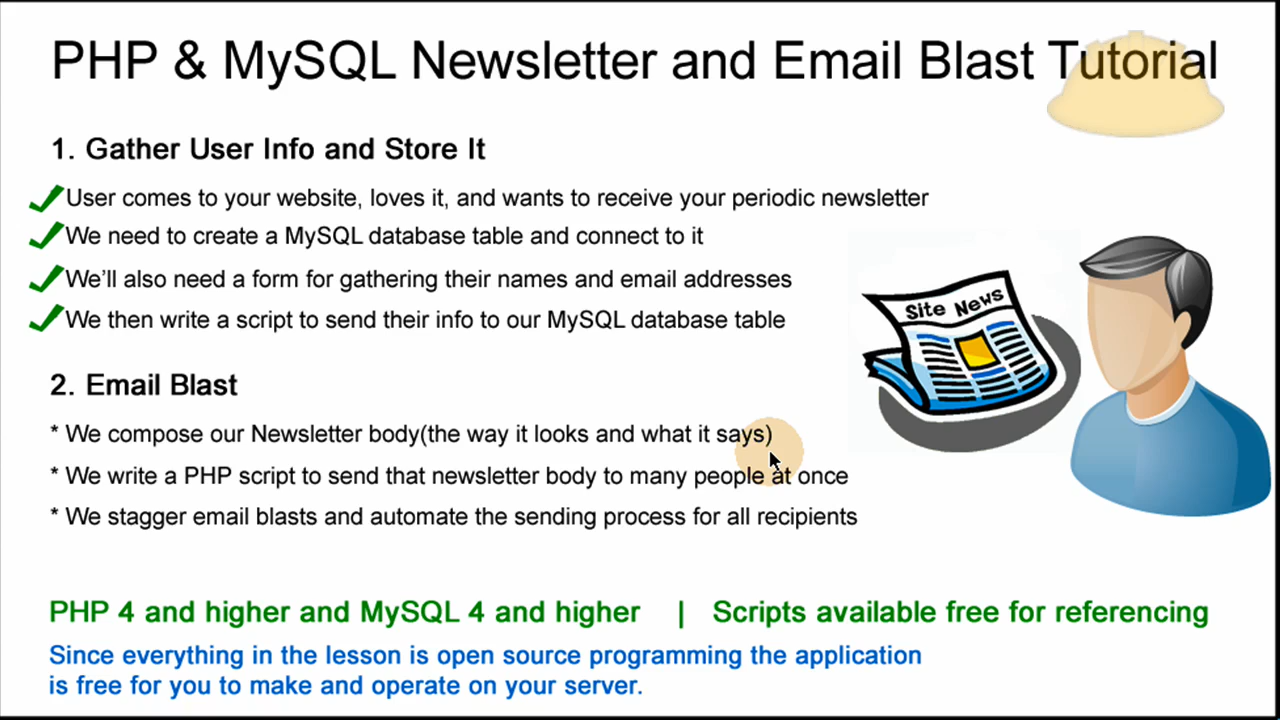 PHP & MySQL Newsletter and Email Blast Tutorial
1. Gather User Info and Store It
User comes to your website, loves it, and wants to receive your periodic newsletter
We need to create a MySQL database table and connect to it
We'll also need a form for gathering their names and email addresses
We then write a script to send their info to our MySQL database table
Site News
2. Email Blast
* We compose our Newsletter body(the way it looks and what it says)
* We write a PHP script to send that newsletter body to many people at once
* We stagger email blasts and automate the sending process for all recipients
PHP 4 and higher and MySQL 4 and higher | Scripts available free for referencing
Since everything in the lesson is open source programming the application
is free for you to make and operate on your server.